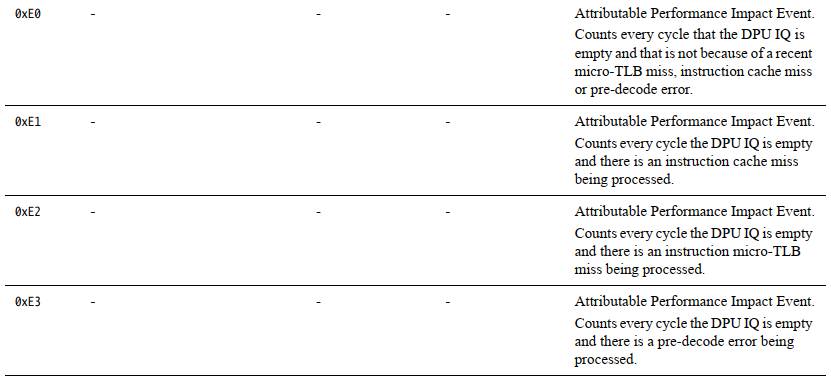 0xE0 - - - Attributable Performance Impact Event.
Counts every cycle that the DPU IQ is
empty and that is not because of a recent
micro-TLB miss, instruction cache miss
or pre-decode error.
0xE1 - - - Attributable Performance Impact Event.
Counts every cycle the DPU IQ is empty
and there is an instruction cache miss
being processed.
0xE2 - - - Attributable Performance Impact Event.
Counts every cycle the DPU IQ is empty
and there is an instruction micro-TLB
miss being processed.
0xE3 - - - Attributable Performance Impact Event.
Counts every cycle the DPU IQ is empty
and there is a pre-decode error being
processed.